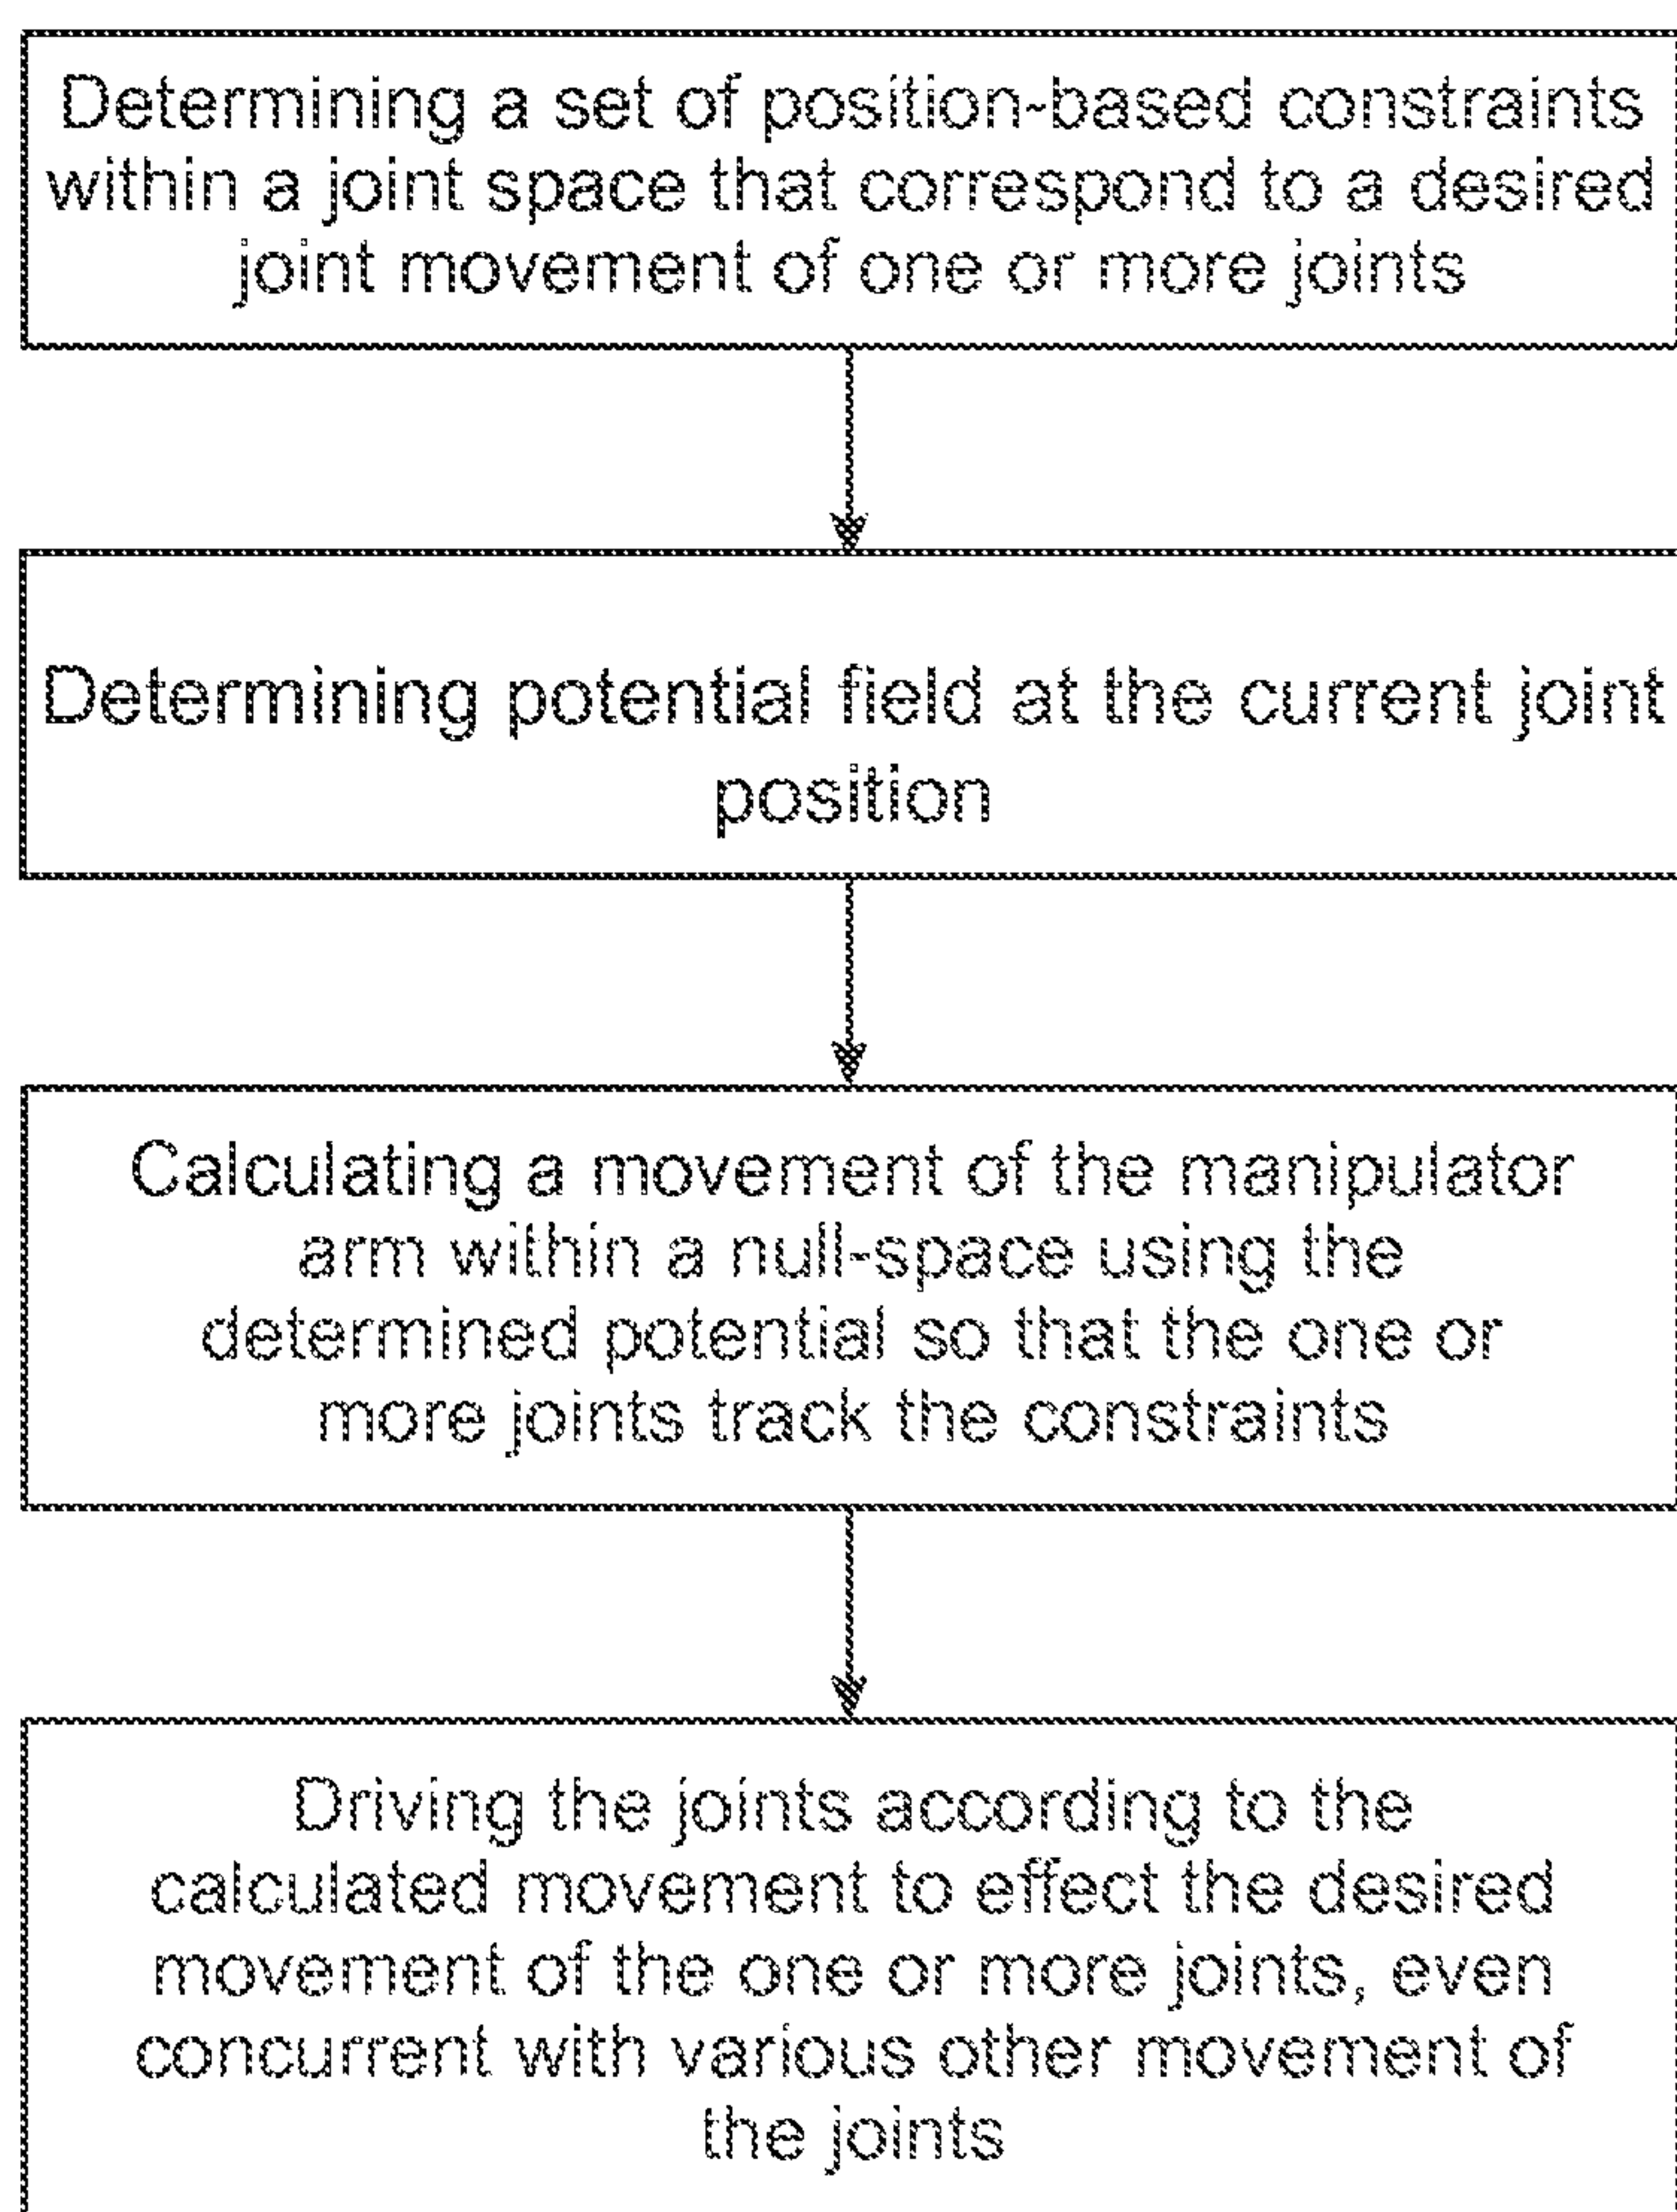 Determining a set of position-based constraints
within a joint space that correspond to a desired
joint movement of one or more joints
Determining potential field at the current joint
position
Calculating a movement of the manipulator
arm within a null-space using the
determined potential so that the one or
more joints track the constraints
Driving the joints according to the
calculated movement to effect the desired
movement of the one or more joints, even
concurrent with various other movement of
the joints